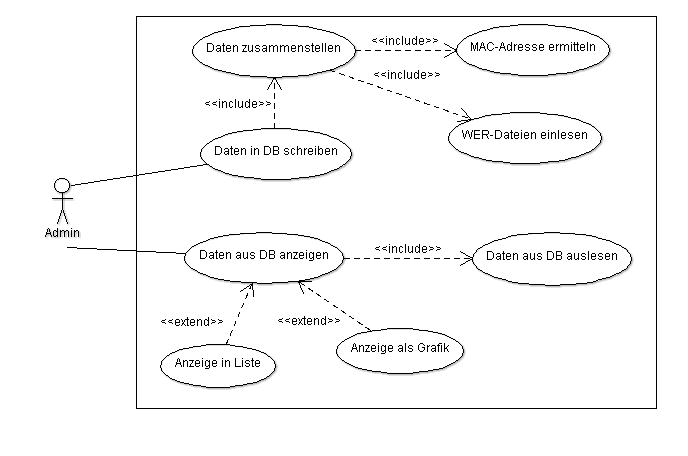 Daten zusammenstellen
<<include>>
MAC-Adresse ermitteln
<<include>>
<<include>>
WER-Dateien einlesen
Daten in DB schreiben
Admin
Daten aus DB anzeigen
<<include>>
Daten aus DB auslesen
<<extend>>
<<extend>>
Anzeige in Liste
Anzeige als Grafik